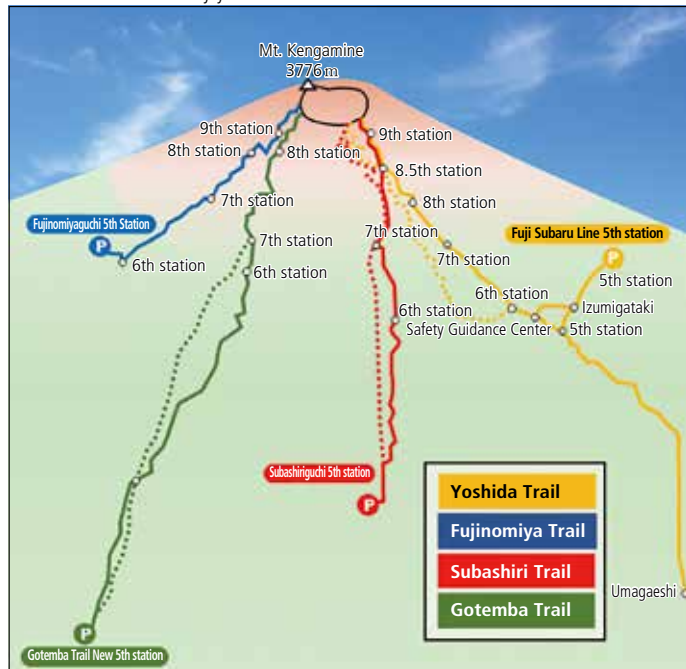 Mt. Kengamine
3776m
9th station
9th station
8th station
8th station
8.5th station
7th station
8th station
Fujinomiyaguchi 5th Station
Fuji Subaru Line 5th station
7th station
7th station
7th station
6th station
6th station
5th station
6th station
Izumigataki
6th station
Safety Guidance Center
5th station
Subashiriguchi 5th station
Yoshida Trail
Fujinomiya Trail
Subashiri Trail
Gotemba Trail
Umagaeshi
Gotemba Trail New 5th station
P
P
P
P